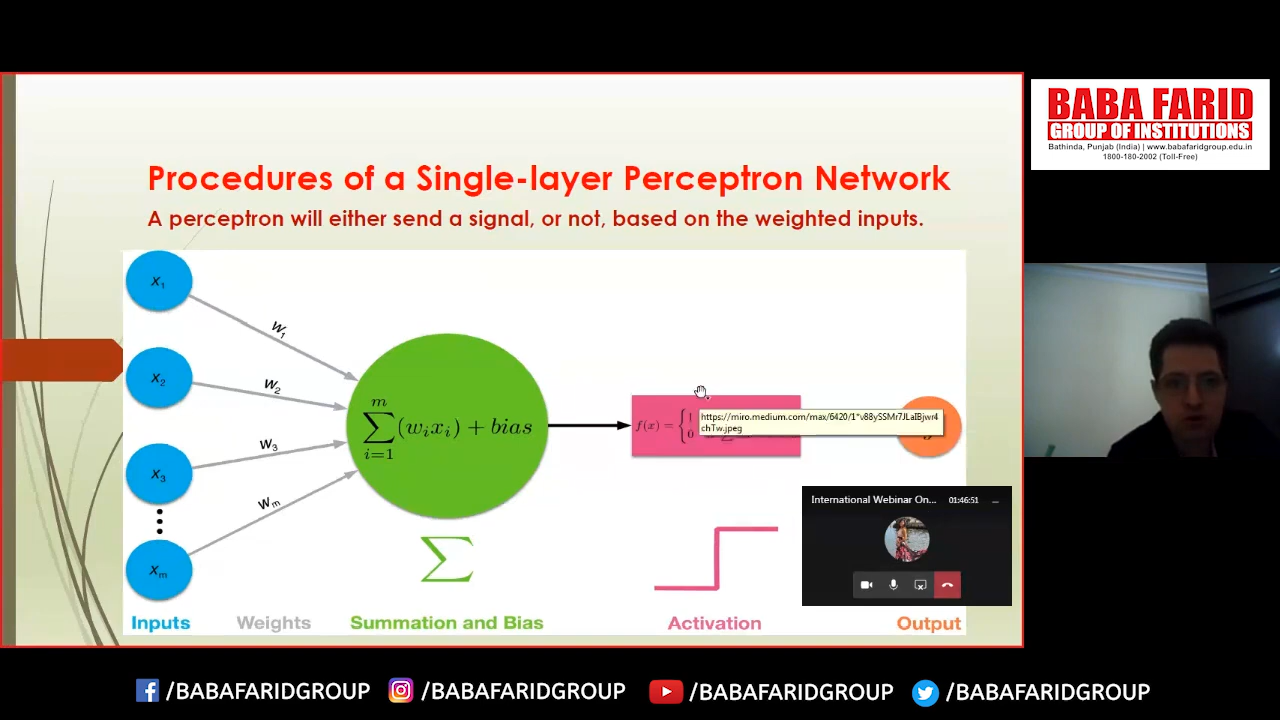 BABA FARID
GROUP OF INSTITUTIONS
Bathinda, Punjab (India) | www.babafaridgroup.edu.in
1800-180-2002 (Toll-Free)
Procedures of a Single-layer Perceptron Network
A perceptron will either send a signal, or not, based on the weighted inputs.
x₁
x₂
x₃
xₘ
w₁
w₂
w₃
wₘ
m
∑(wᵢxᵢ) + bias
i=1
f(x) = { 1
0
https://miro.medium.com/max/6420/1*v88ySSMr7JLaIBjwr4
chTw.jpeg
∑
International Webinar On... 01:46:51
Inputs Weights Summation and Bias Activation Output
/BABAFARIDGROUP /BABAFARIDGROUP /BABAFARIDGROUP /BABAFARIDGROUP